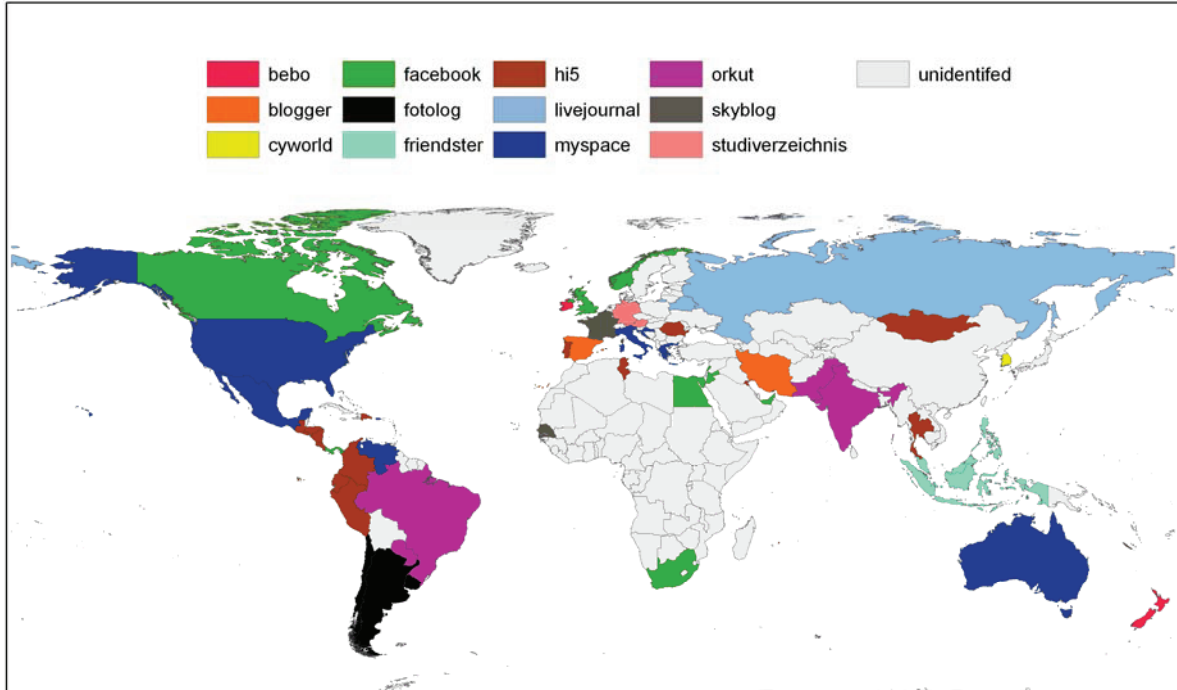 bebo facebook hi5 orkut unidentifed
blogger fotolog livejournal skyblog
cyworld friendster myspace studiverzeichnis